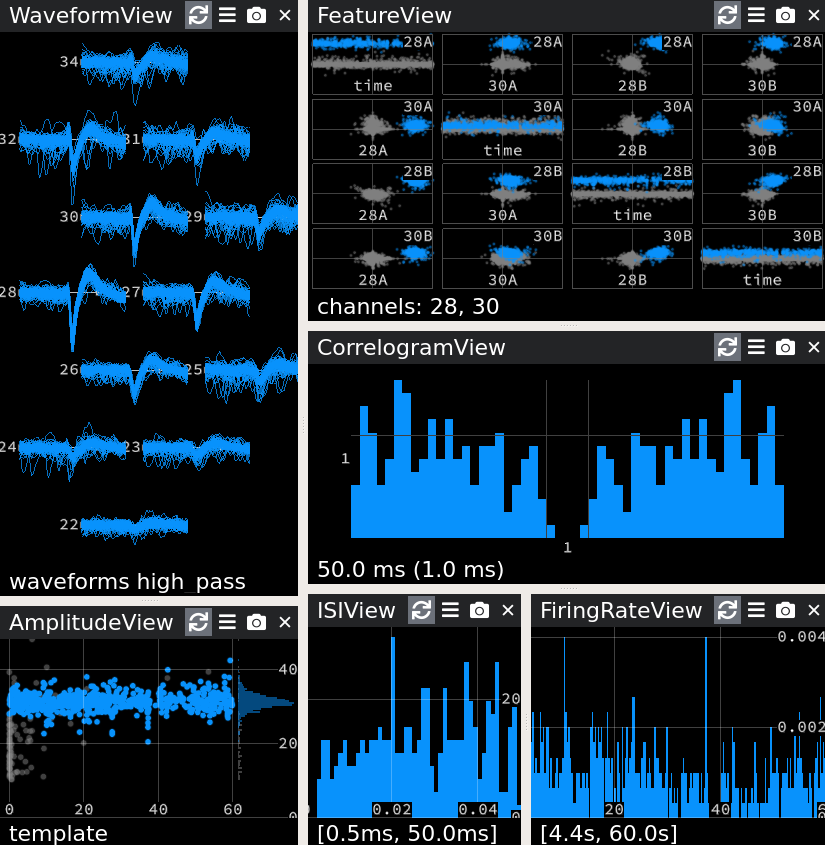 WaveformView
34
32 31
30 29
28 27
26 25
24 23
22
waveforms high_pass
AmplitudeView
40
20
0 20 40 60 0
template
FeatureView
28A 28A 28A 28A
time 30A 28B 30B
30A 30A 30A 30A
28A time 28B 30B
28B 28B 28B 28B
28A 30A time 30B
30B 30B 30B 30B
28A 30A 28B time
channels: 28, 30
CorrelogramView
1
1
50.0 ms (1.0 ms)
ISIView
20
0.02 0.04
[0.5ms, 50.0ms]
FiringRateView
0.004
0.002
20 40
[4.4s, 60.0s]